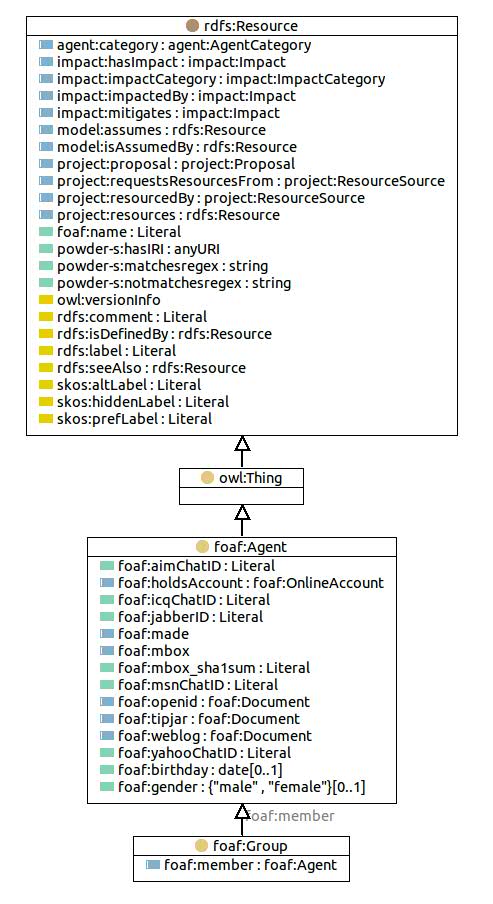 rdfs:Resource
agent:category : agent:AgentCategory
impact:hasImpact : impact:Impact
impact:impactCategory : impact:ImpactCategory
impact:impactedBy : impact:Impact
impact:mitigates : impact:Impact
model:assumes : rdfs:Resource
model:isAssumedBy : rdfs:Resource
project:proposal : project:Proposal
project:requestsResourcesFrom : project:ResourceSource
project:resourcedBy : project:ResourceSource
project:resources : rdfs:Resource
foaf:name : Literal
powder-s:hasIRI : anyURI
powder-s:matchesregex : string
powder-s:notmatchesregex : string
owl:versionInfo
rdfs:comment : Literal
rdfs:isDefinedBy : rdfs:Resource
rdfs:label : Literal
rdfs:seeAlso : rdfs:Resource
skos:altLabel : Literal
skos:hiddenLabel : Literal
skos:prefLabel : Literal
owl:Thing
foaf:Agent
foaf:aimChatID : Literal
foaf:holdsAccount : foaf:OnlineAccount
foaf:icqChatID : Literal
foaf:jabberID : Literal
foaf:made
foaf:mbox
foaf:mbox_sha1sum : Literal
foaf:msnChatID : Literal
foaf:openid : foaf:Document
foaf:tipjar : foaf:Document
foaf:weblog : foaf:Document
foaf:yahooChatID : Literal
foaf:birthday : date[0..1]
foaf:gender : {"male" , "female"}[0..1]
foaf:member
foaf:Group
foaf:member : foaf:Agent